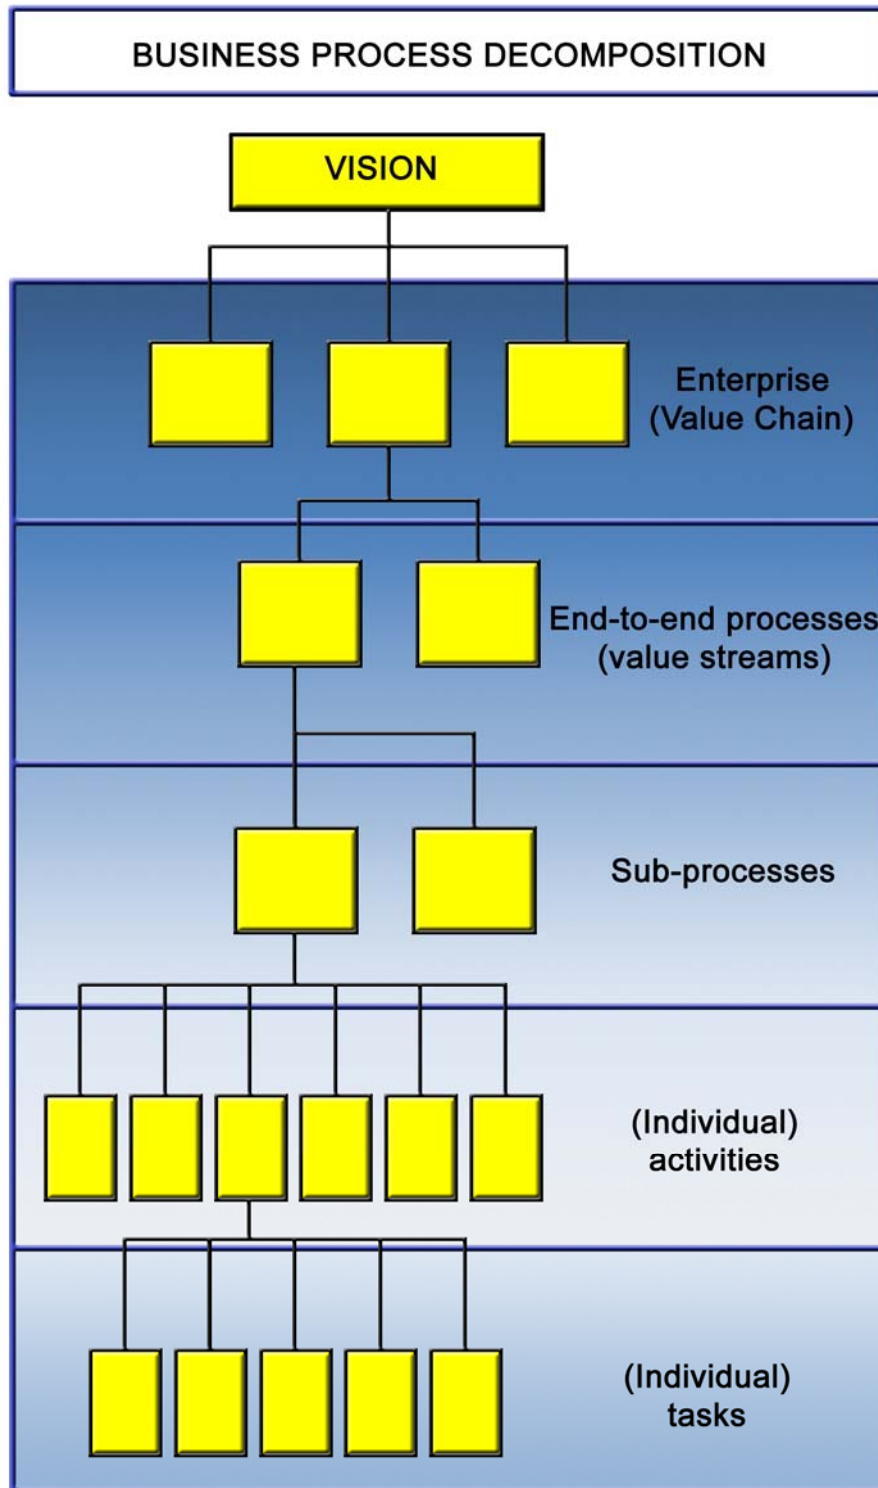 BUSINESS PROCESS DECOMPOSITION
VISION
Enterprise
(Value Chain)
End-to-end processes
(value streams)
Sub-processes
(Individual)
activities
(Individual)
tasks